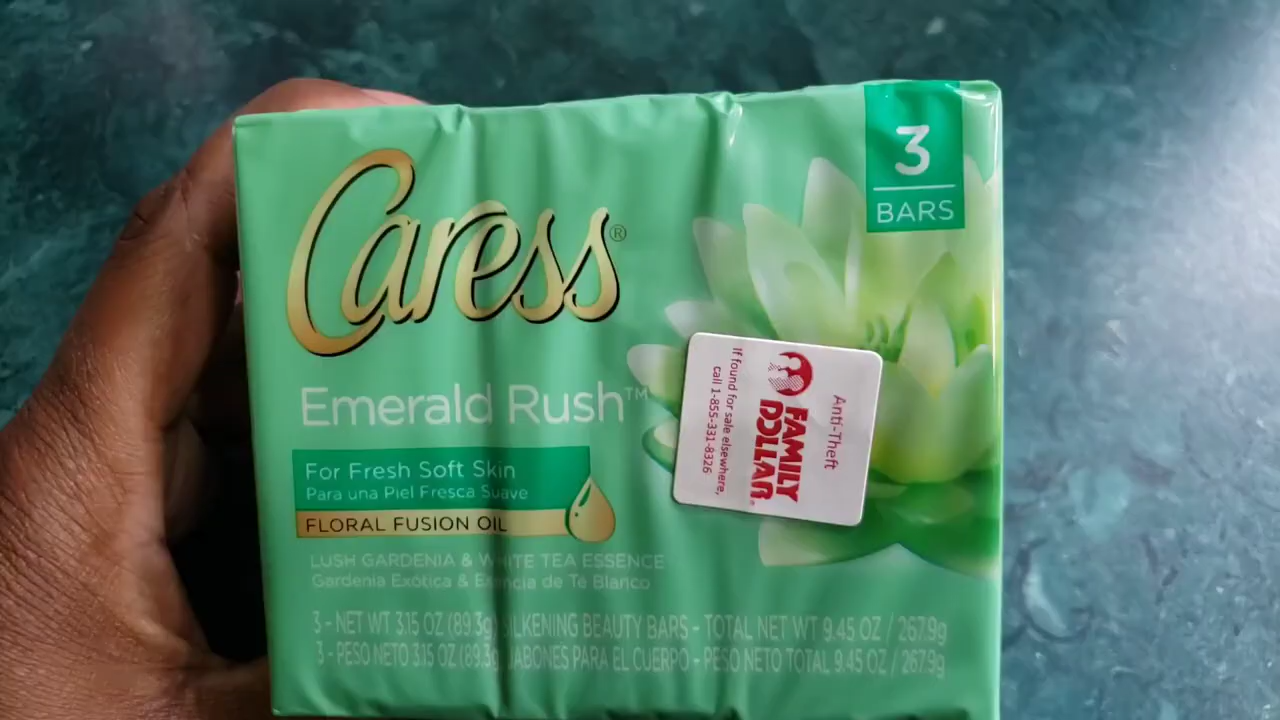 3
BARS
Caress®
Emerald Rush™
For Fresh Soft Skin
Para una Piel Fresca Suave
FLORAL FUSION OIL
LUSH GARDENIA & WHITE TEA ESSENCE
Gardenia Exótica & Esencia de Té Blanco
3 - NET WT 3.15 OZ (89.3g) SILKENING BEAUTY BARS - TOTAL NET WT 9.45 OZ / 267.9g
3 - PESO NETO 3.15 OZ (89.3g JABONES PARA EL CUERPO - PESO NETO TOTAL 9.45 OZ / 267.9g
Anti-Theft
FAMILY
DOLLAR®
If found for sale elsewhere,
call 1-855-331-8326